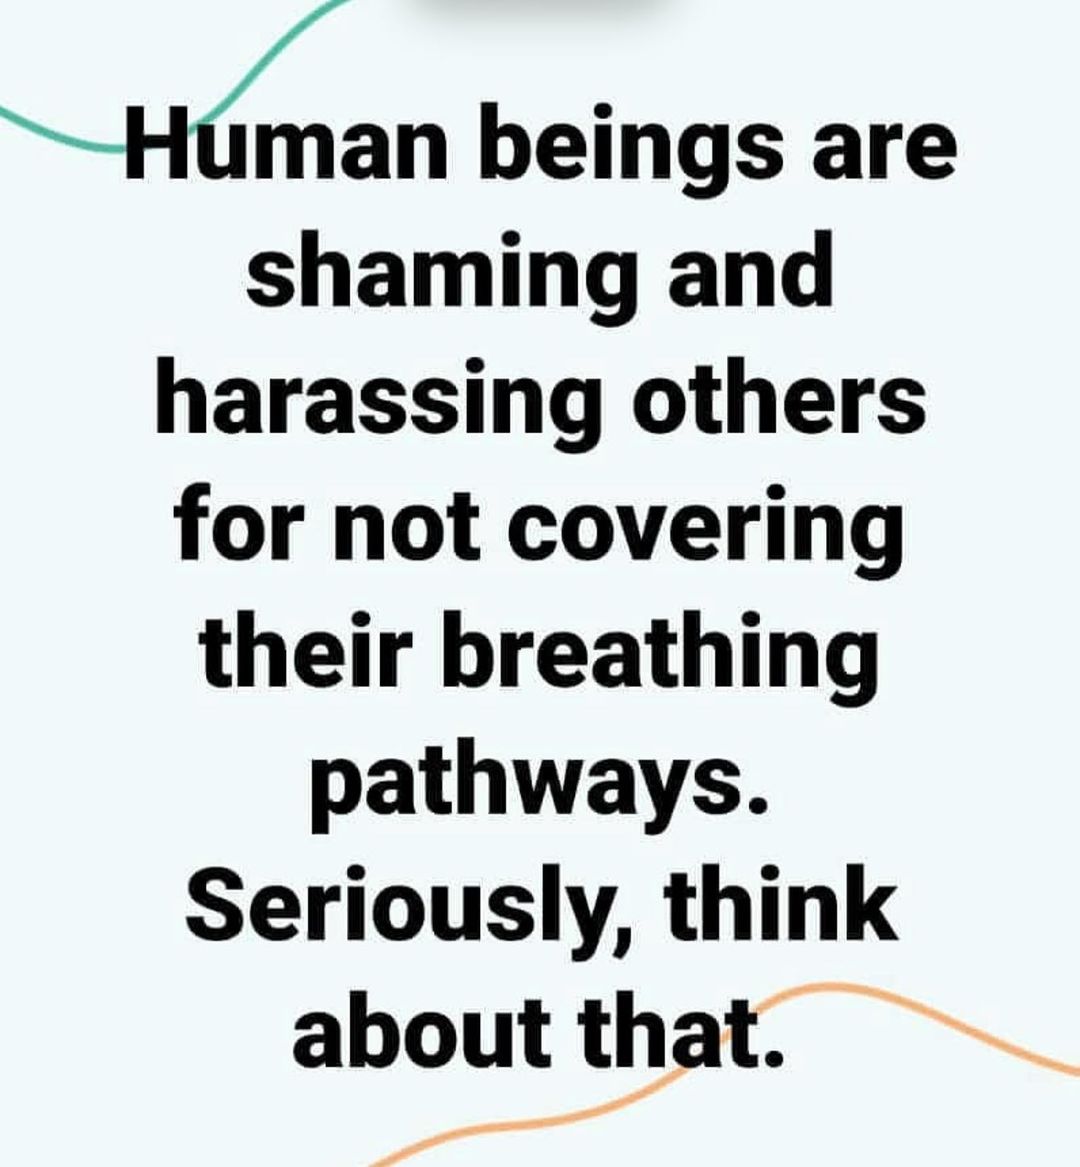 Human beings are
shaming and
harassing others
for not covering
their breathing
pathways.
Seriously, think
about that.